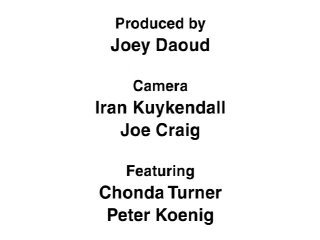 Produced by
Joey Daoud
Camera
Iran Kuykendall
Joe Craig
Featuring
Chonda Turner
Peter Koenig